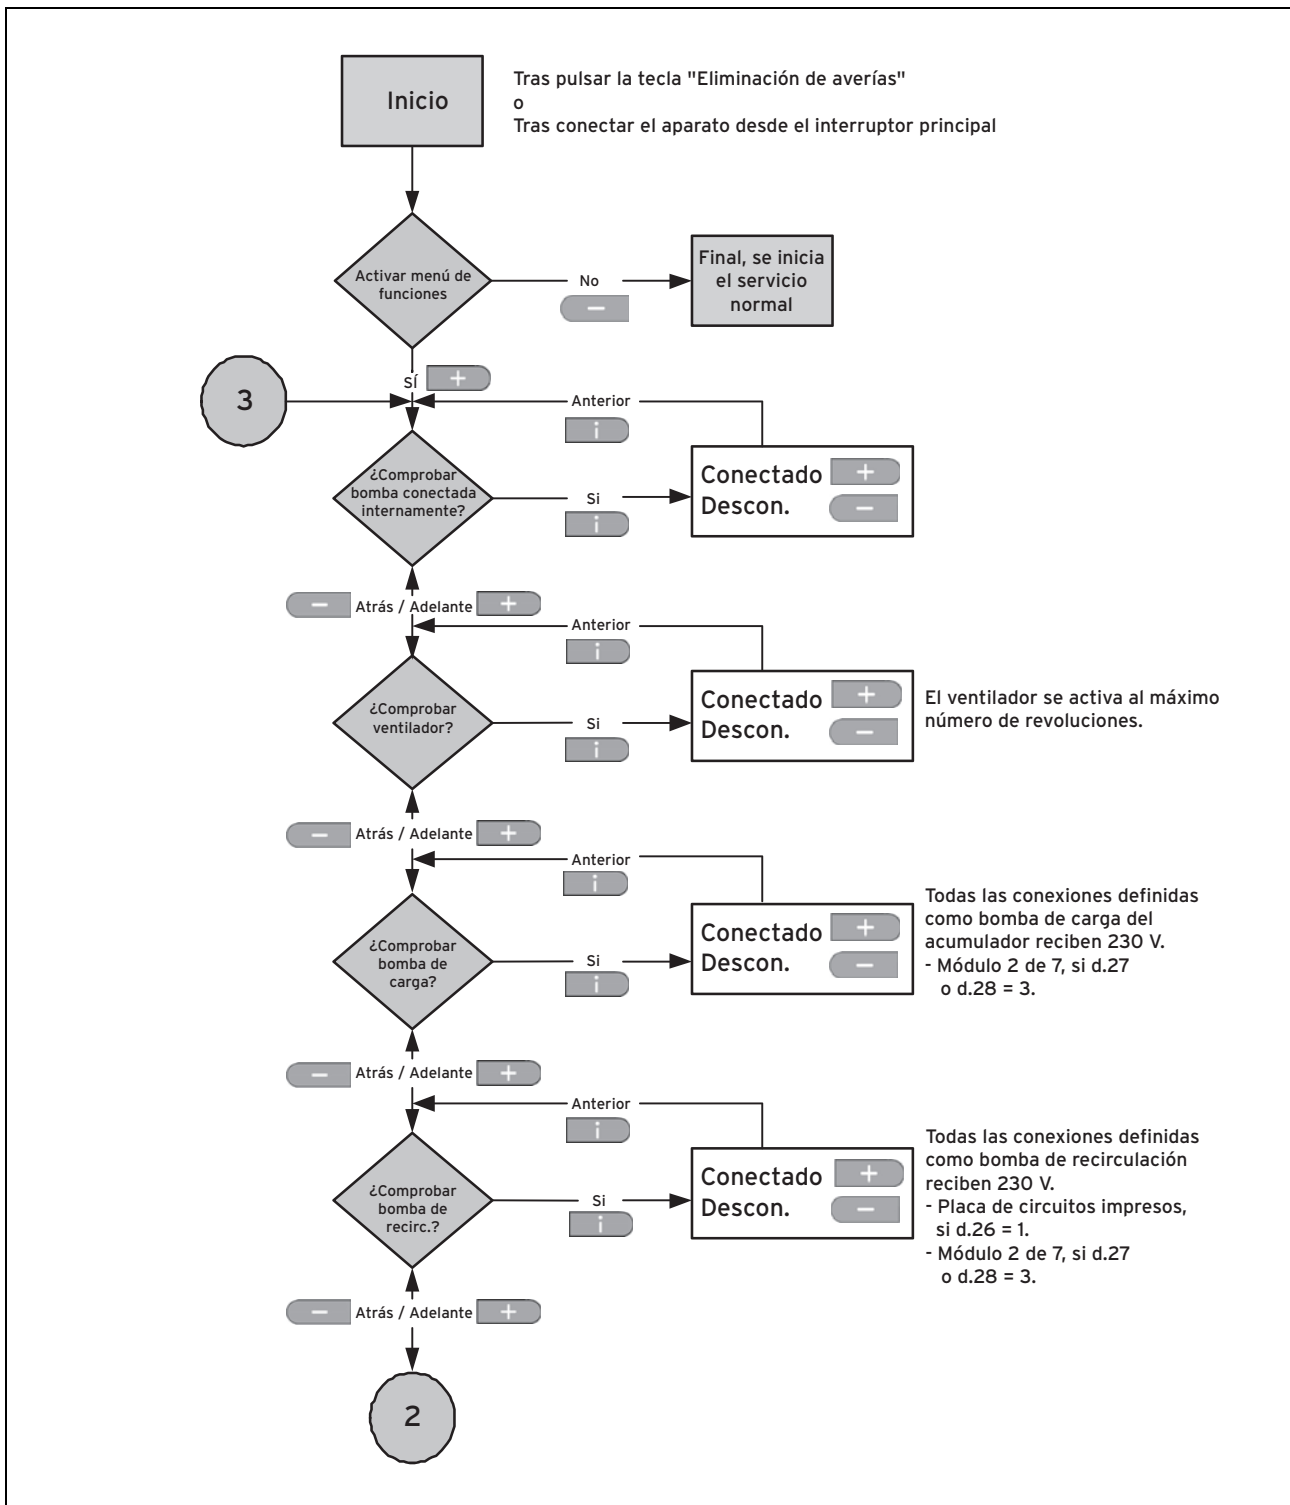 Inicio
Tras pulsar la tecla "Eliminación de averías"
o
Tras conectar el aparato desde el interruptor principal
Activar menú de
funciones
No
−
Final, se inicia
el servicio
normal
SÍ +
3
Anterior
i
¿Comprobar
bomba conectada
internamente?
Si
i
Conectado +
Descon. −
− Atrás / Adelante +
Anterior
i
¿Comprobar
ventilador?
Si
i
Conectado +
Descon. −
El ventilador se activa al máximo
número de revoluciones.
− Atrás / Adelante +
Anterior
i
¿Comprobar
bomba de
carga?
Si
i
Conectado +
Descon. −
Todas las conexiones definidas
como bomba de carga del
acumulador reciben 230 V.
- Módulo 2 de 7, si d.27
o d.28 = 3.
− Atrás / Adelante +
Anterior
i
¿Comprobar
bomba de
recirc.?
Si
i
Conectado +
Descon. −
Todas las conexiones definidas
como bomba de recirculación
reciben 230 V.
- Placa de circuitos impresos,
si d.26 = 1.
- Módulo 2 de 7, si d.27
o d.28 = 3.
− Atrás / Adelante +
2